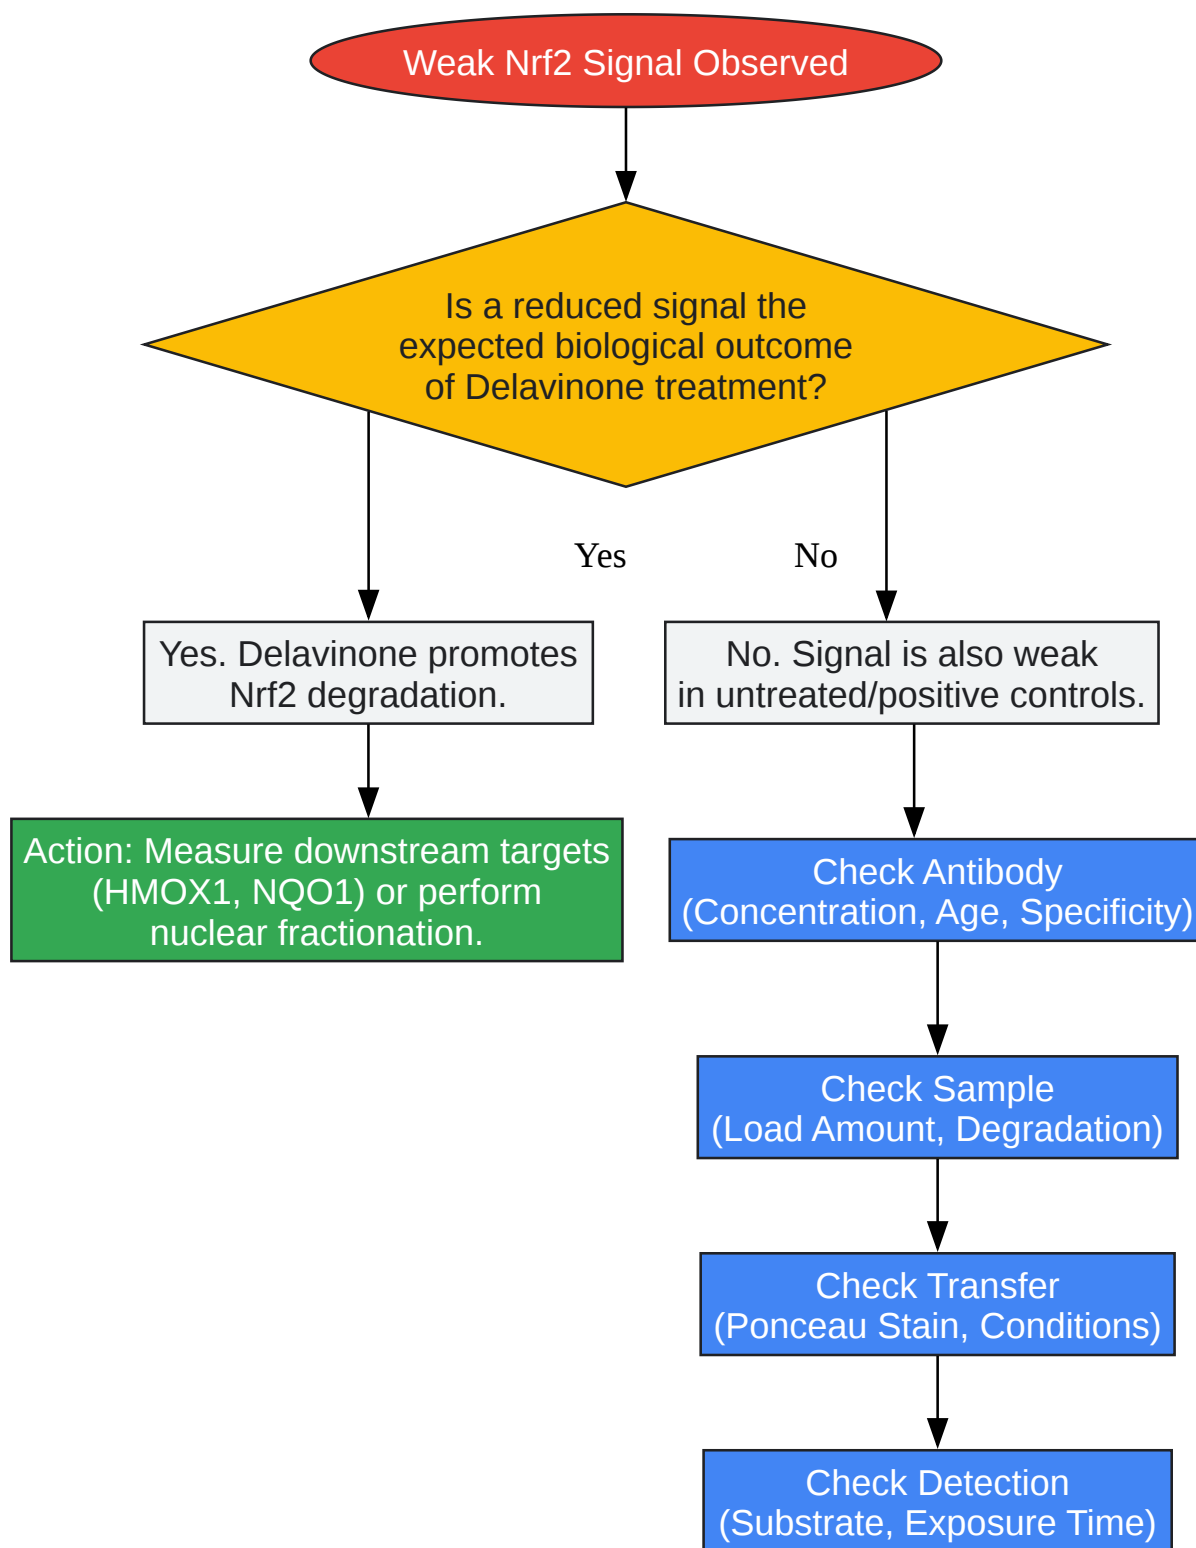 Weak Nrf2 Signal Observed
Is a reduced signal the
expected biological outcome
of Delavinone treatment?
Yes
No
Yes. Delavinone promotes
Nrf2 degradation.
No. Signal is also weak
in untreated/positive controls.
Action: Measure downstream targets
(HMOX1, NQO1) or perform
nuclear fractionation.
Check Antibody
(Concentration, Age, Specificity)
Check Sample
(Load Amount, Degradation)
Check Transfer
(Ponceau Stain, Conditions)
Check Detection
(Substrate, Exposure Time)